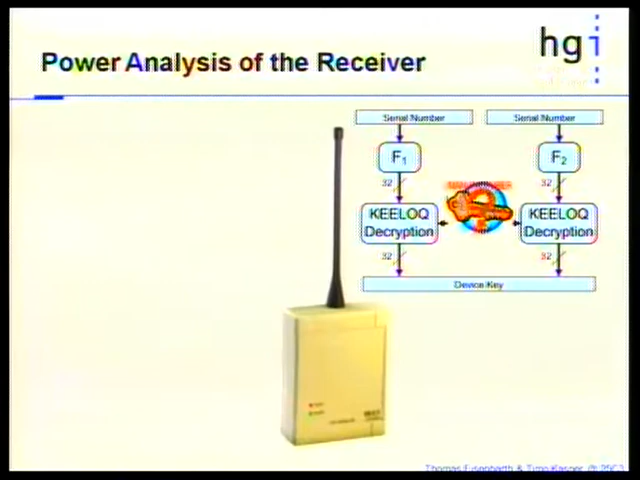 Power Analysis of the Receiver
hgi
Serial Number
Serial Number
F1
F2
32
32
KEELOQ
Decryption
KEELOQ
Decryption
32
32
Device Key
Thomas Eisenbarth & Timo Kasper